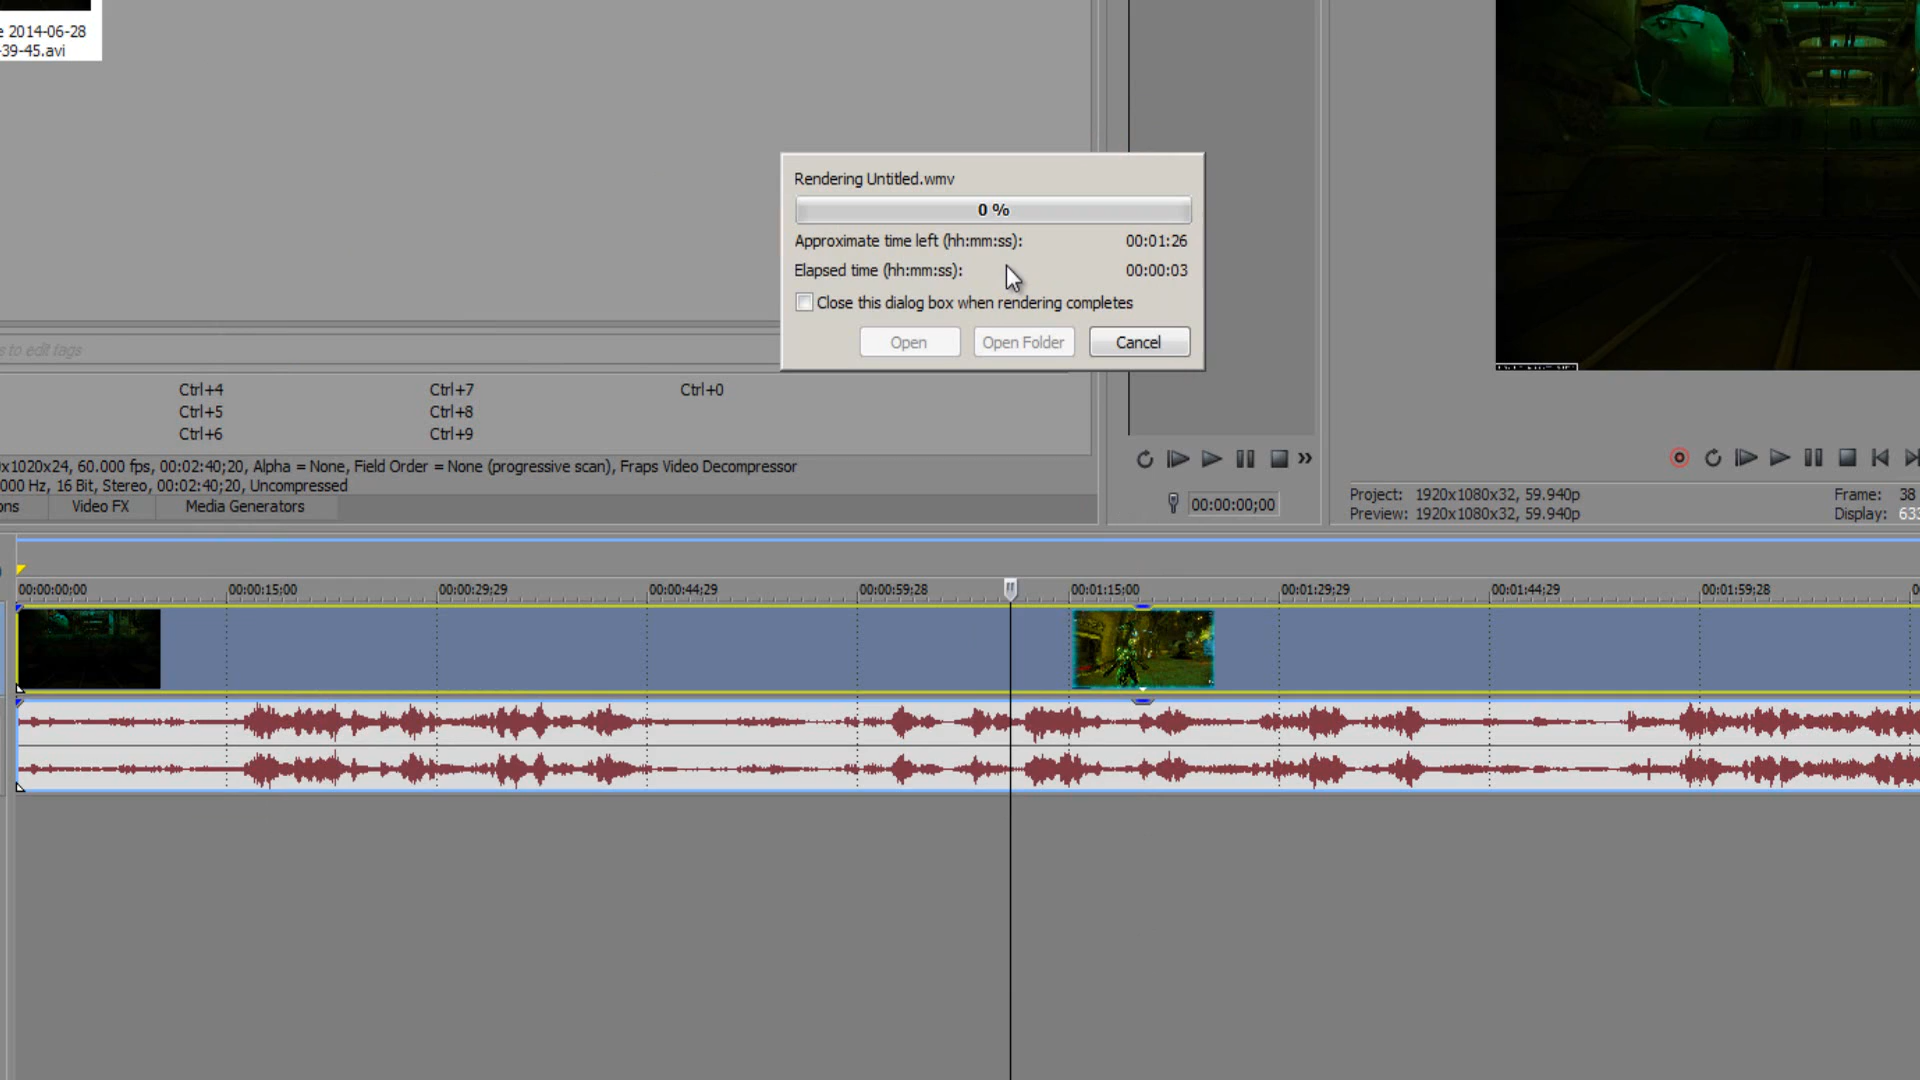 e 2014-06-28
-39-45.avi
Rendering Untitled.wmv
0 %
Approximate time left (hh:mm:ss): 00:01:26
Elapsed time (hh:mm:ss): 00:00:03
Close this dialog box when rendering completes
Open Open Folder Cancel
s to edit tags
Ctrl+4 Ctrl+7 Ctrl+0
Ctrl+5 Ctrl+8
Ctrl+6 Ctrl+9
x1020x24, 60.000 fps, 00:02:40;20, Alpha = None, Field Order = None (progressive scan), Fraps Video Decompressor
000 Hz, 16 Bit, Stereo, 00:02:40;20, Uncompressed
ons Video FX Media Generators
00:00:00;00
Project: 1920x1080x32, 59.940p Frame: 38
Preview: 1920x1080x32, 59.940p Display: 633
00:00:00;00 00:00:15;00 00:00:29;29 00:00:44;29 00:00:59;28 00:01:15;00 00:01:29;29 00:01:44;29 00:01:59;28